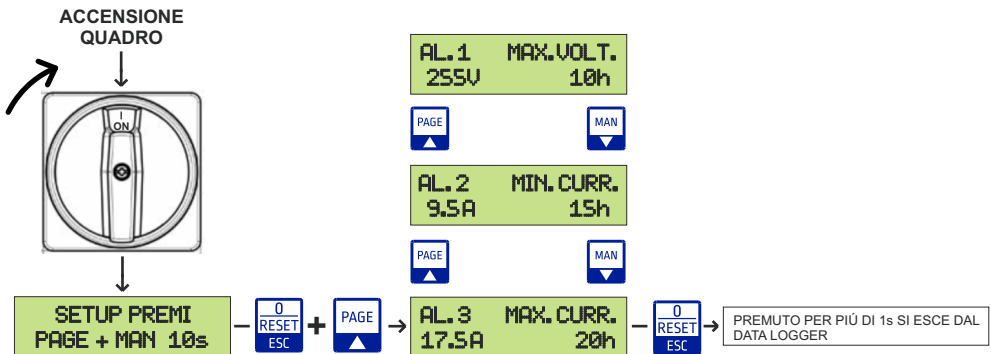 ACCENSIONE
QUADRO
I
ON
SETUP PREMI
PAGE + MAN 10s
0
RESET
ESC
+
PAGE
AL.1 MAX.VOLT.
255V 10h
PAGE
MAN
AL.2 MIN.CURR.
9.5A 15h
PAGE
MAN
AL.3 MAX.CURR.
17.5A 20h
0
RESET
ESC
PREMUTO PER PIÚ DI 1s SI ESCE DAL
DATA LOGGER